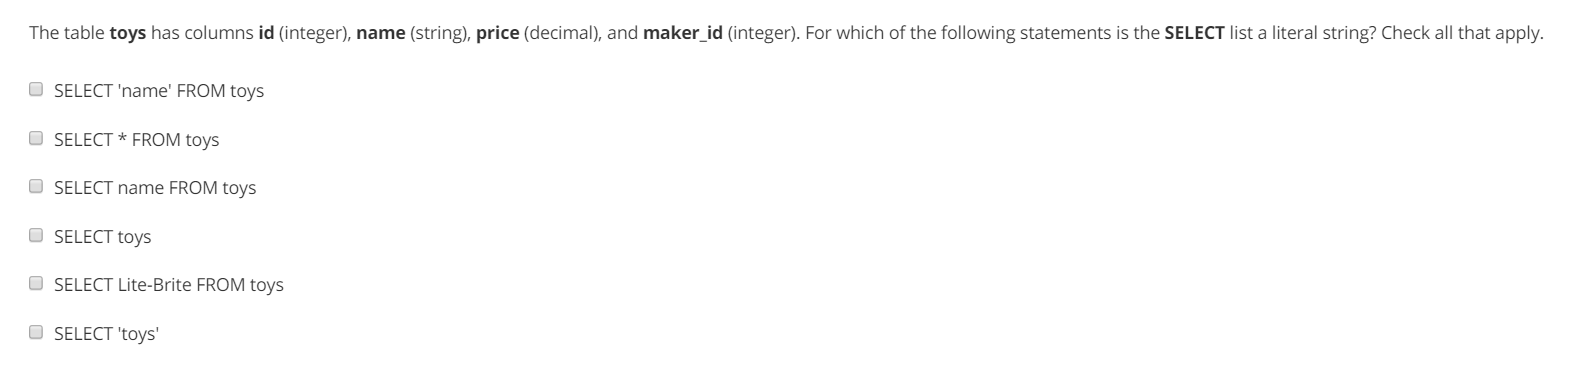 The table toys has columns id (integer), name (string), price (decimal), and maker_id (integer). For which of the following statements is the SELECT list a literal string? Check all that apply.
SELECT 'name' FROM toys
SELECT * FROM toys
SELECT name FROM toys
SELECT toys
SELECT Lite-Brite FROM toys
SELECT 'toys'